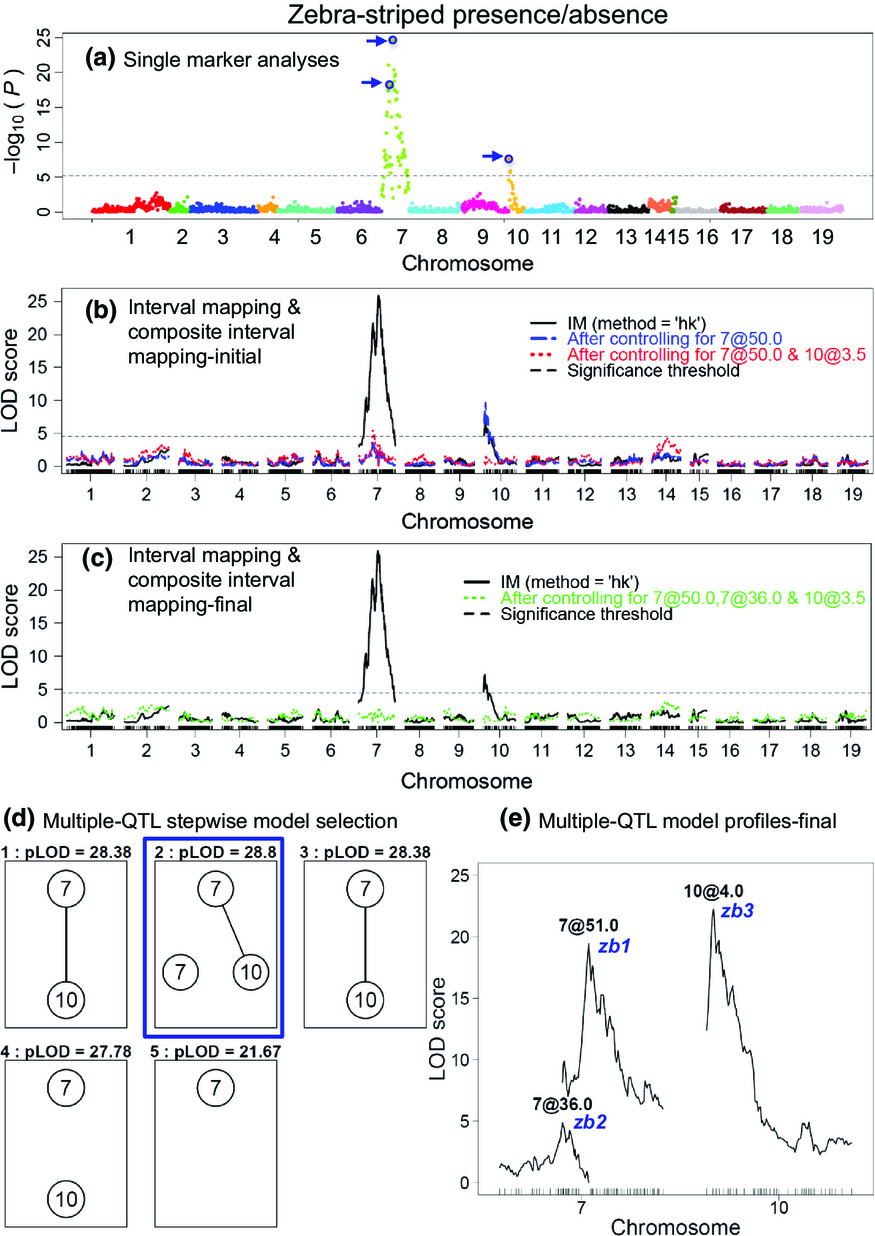 Zebra-striped presence/absence
(a) Single marker analyses
−log10 ( P )
25
20
15
10
5
0
1 2 3 4 5 6 7 8 9 10 11 12 13 14 15 16 17 18 19
Chromosome
(b) Interval mapping &
composite interval
mapping-initial
IM (method = 'hk')
After controlling for 7@50.0
After controlling for 7@50.0 & 10@3.5
Significance threshold
LOD score
25
20
15
10
5
0
1 2 3 4 5 6 7 8 9 10 11 12 13 14 15 16 17 18 19
Chromosome
(c) Interval mapping &
composite interval
mapping-final
IM (method = 'hk')
After controlling for 7@50.0,7@36.0 & 10@3.5
Significance threshold
LOD score
25
20
15
10
5
0
1 2 3 4 5 6 7 8 9 10 11 12 13 14 15 16 17 18 19
Chromosome
(d) Multiple-QTL stepwise model selection
1 : pLOD = 28.38
7
10
2 : pLOD = 28.8
7
7 10
3 : pLOD = 28.38
7
10
4 : pLOD = 27.78
7
10
5 : pLOD = 21.67
7
(e) Multiple-QTL model profiles-final
LOD score
25
20
15
10
5
0
10@4.0
zb3
7@51.0
zb1
7@36.0
zb2
7 10
Chromosome